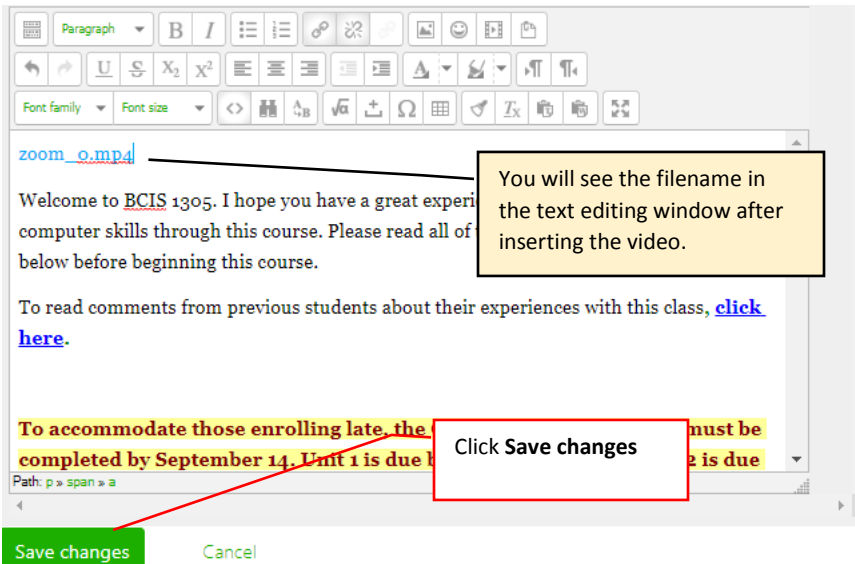 Paragraph B I
U S X₂ X² A
Font family Font size A B √α Ω Tx
zoom_0.mp4
You will see the filename in
the text editing window after
inserting the video.
Welcome to BCIS 1305. I hope you have a great
computer skills through this course. Please read all of
below before beginning this course.
To read comments from previous students about their experiences with this class, click
here.
To accommodate those enrolling late, the must be
completed by September 14. Unit 1 is due is due
Click Save changes
Path: p » span » a
Save changes Cancel